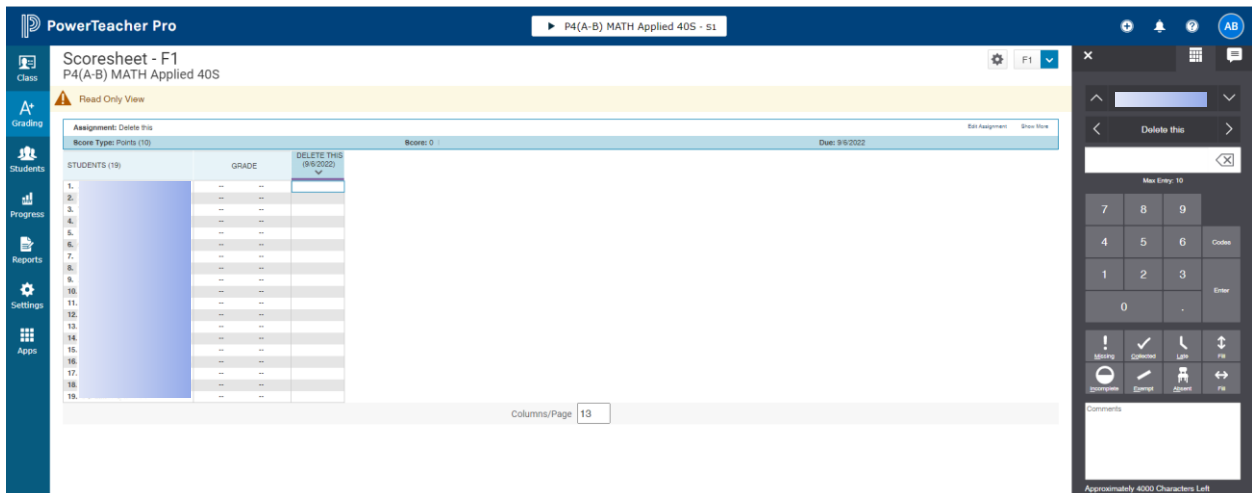 PowerTeacher Pro
P4(A-B) MATH Applied 40S - S1
AB
Class
Grading
Students
Progress
Reports
Settings
Apps
Scoresheet - F1
P4(A-B) MATH Applied 40S
F1
Read Only View
Assignment: Delete this
Edit Assignment Show More
Score Type: Points (10) Score: 0 Due: 9/6/2022
STUDENTS (19) GRADE DELETE THIS
(9/6/2022)
1. -- --
2. -- --
3. -- --
4. -- --
5. -- --
6. -- --
7. -- --
8. -- --
9. -- --
10. -- --
11. -- --
12. -- --
13. -- --
14. -- --
15. -- --
16. -- --
17. -- --
18. -- --
19. -- --
Columns/Page 13
Delete this
Max Entry: 10
7 8 9
4 5 6 Codes
1 2 3
Enter
0 .
Missing Collected Late Fill
Incomplete Exempt Absent Fill
Comments
Approximately 4000 Characters Left